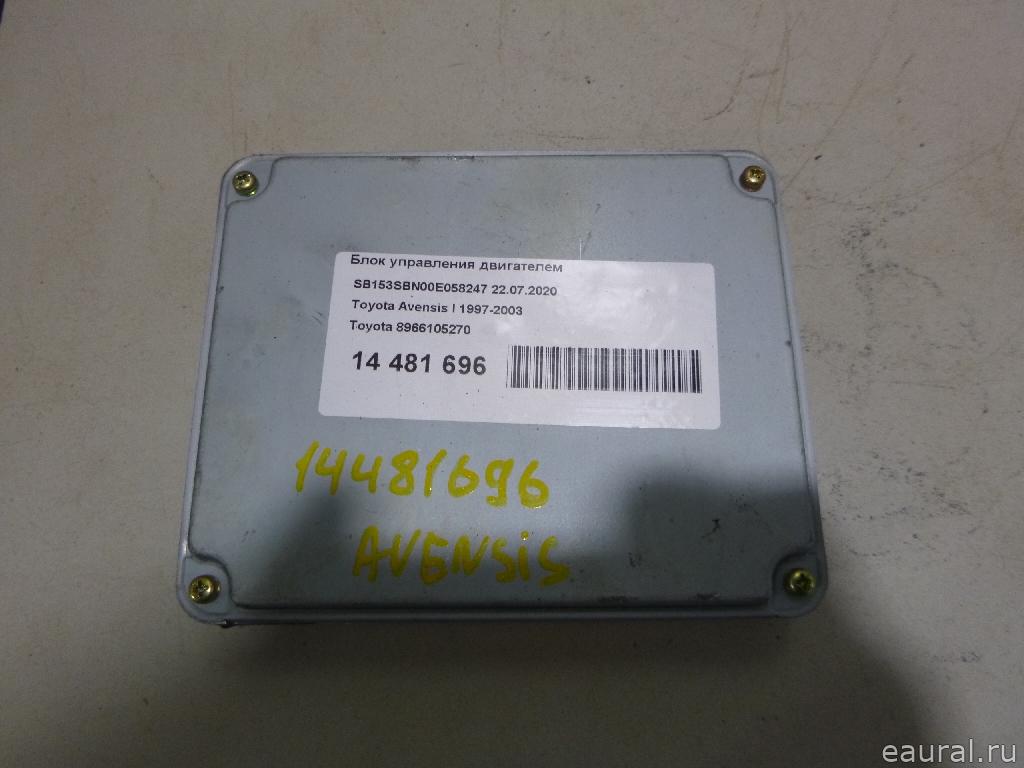 Блок управления двигателем
SB153SBN00E058247 22.07.2020
Toyota Avensis I 1997-2003
Toyota 8966105270
14 481 696
14481696
AVENSiS
eaural.ru